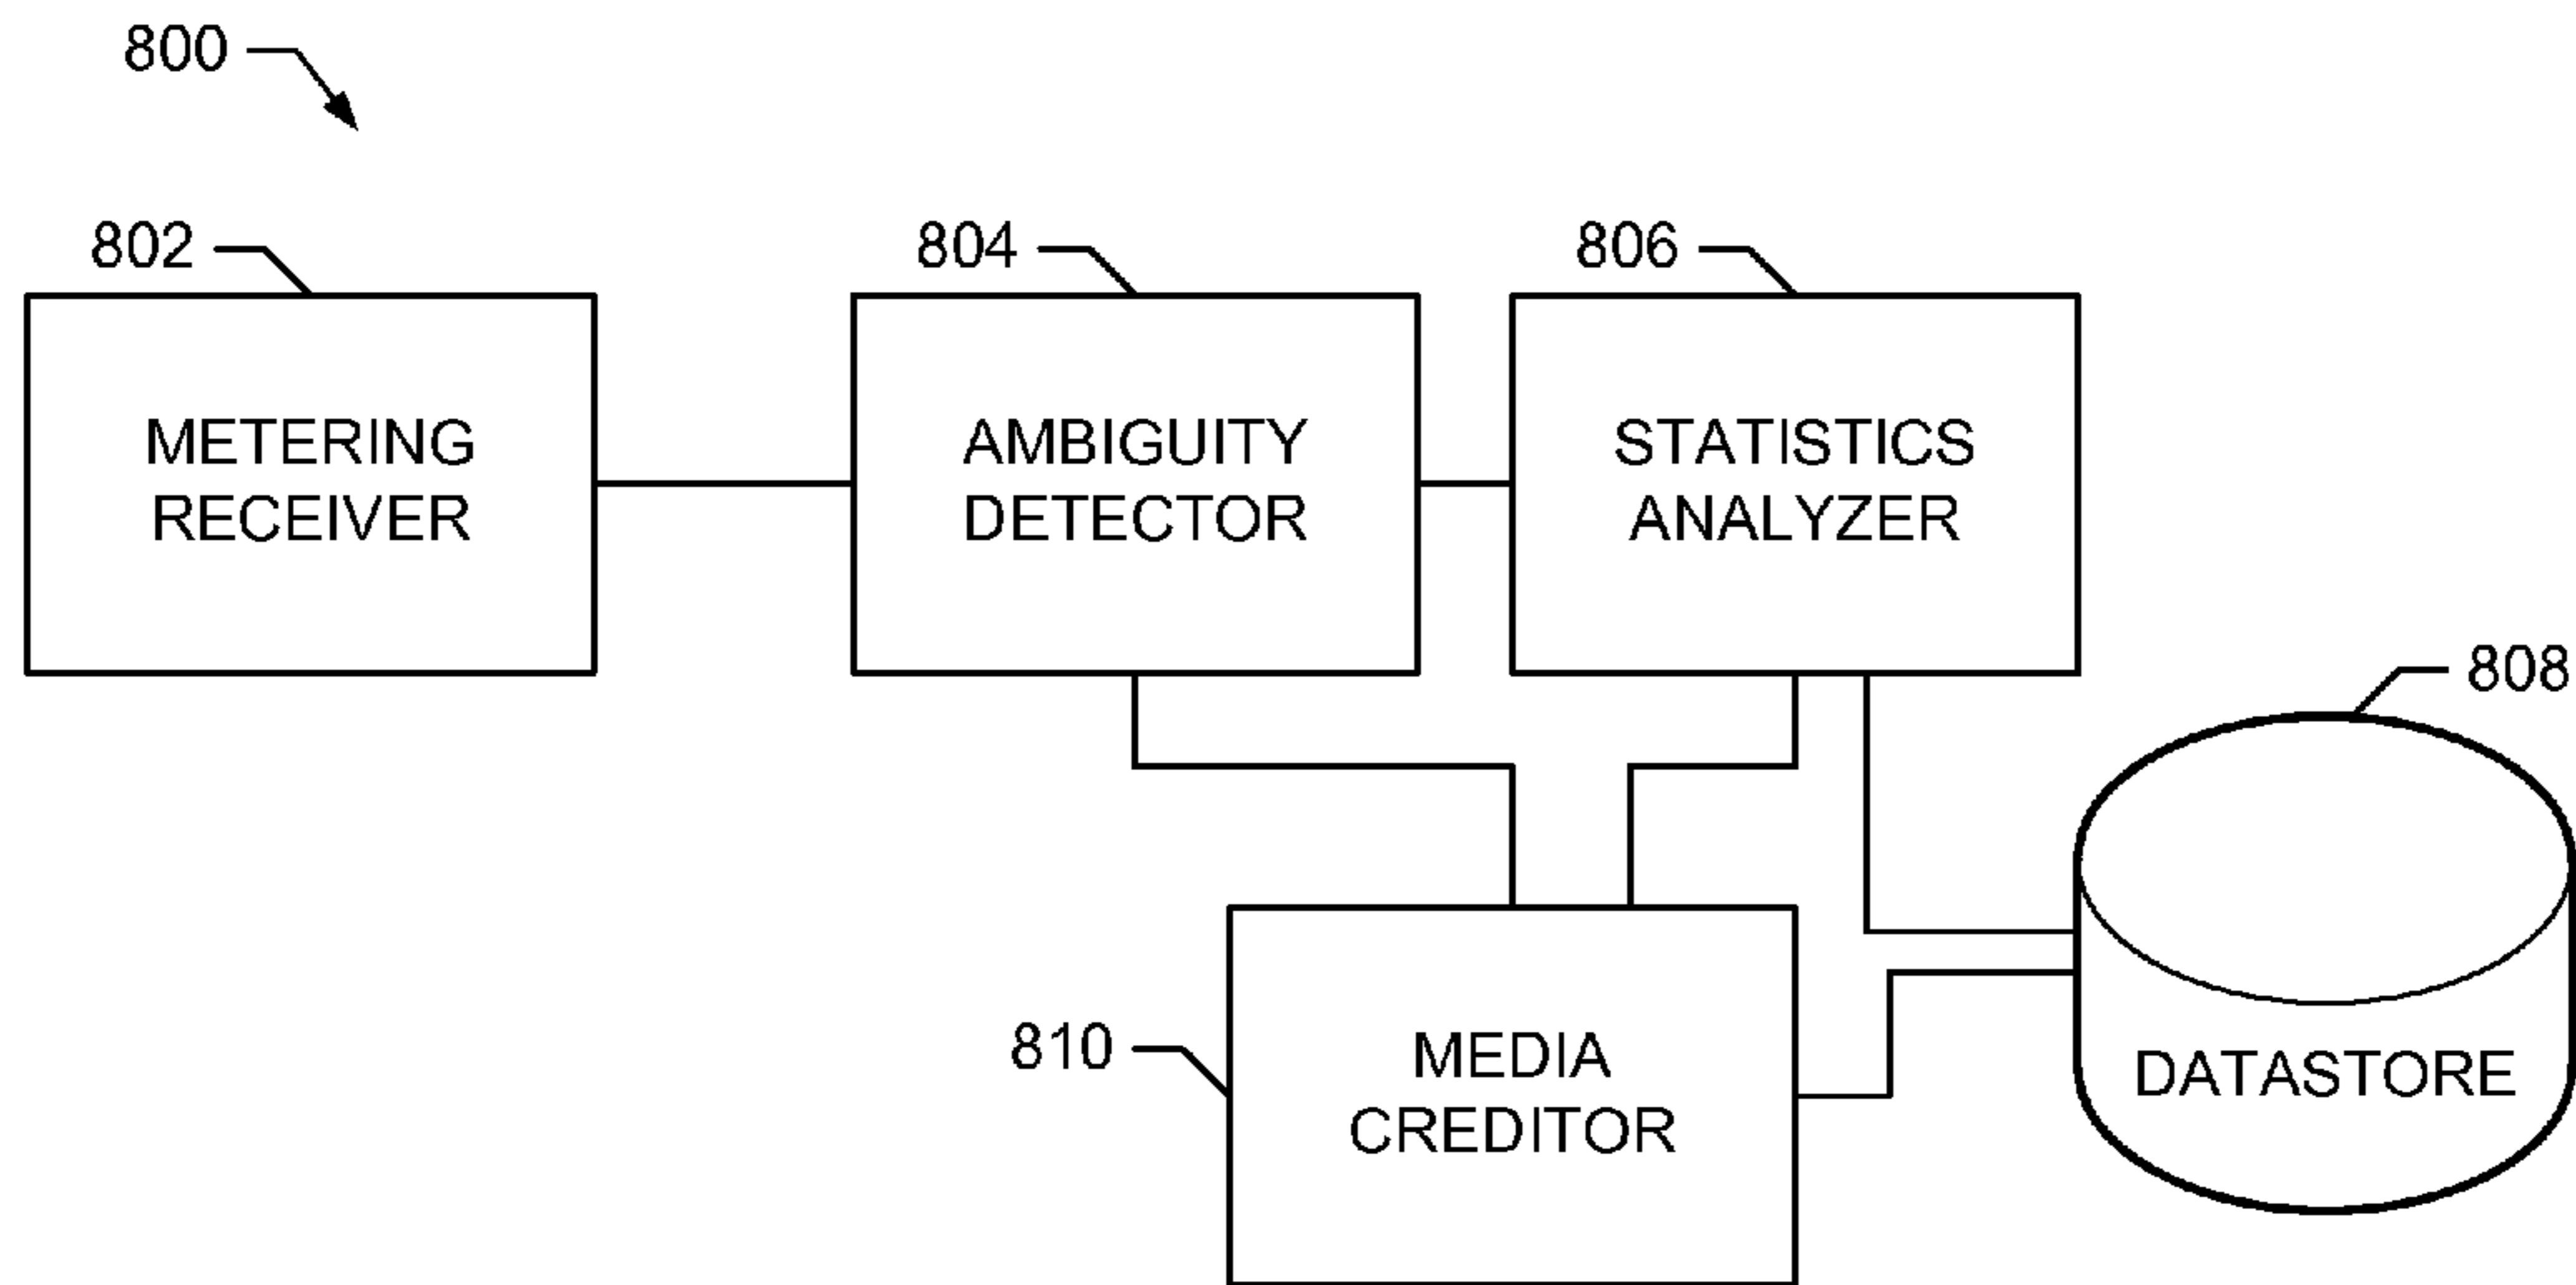 800
802
804
806
METERING
RECEIVER
AMBIGUITY
DETECTOR
STATISTICS
ANALYZER
808
DATASTORE
810
MEDIA
CREDITOR